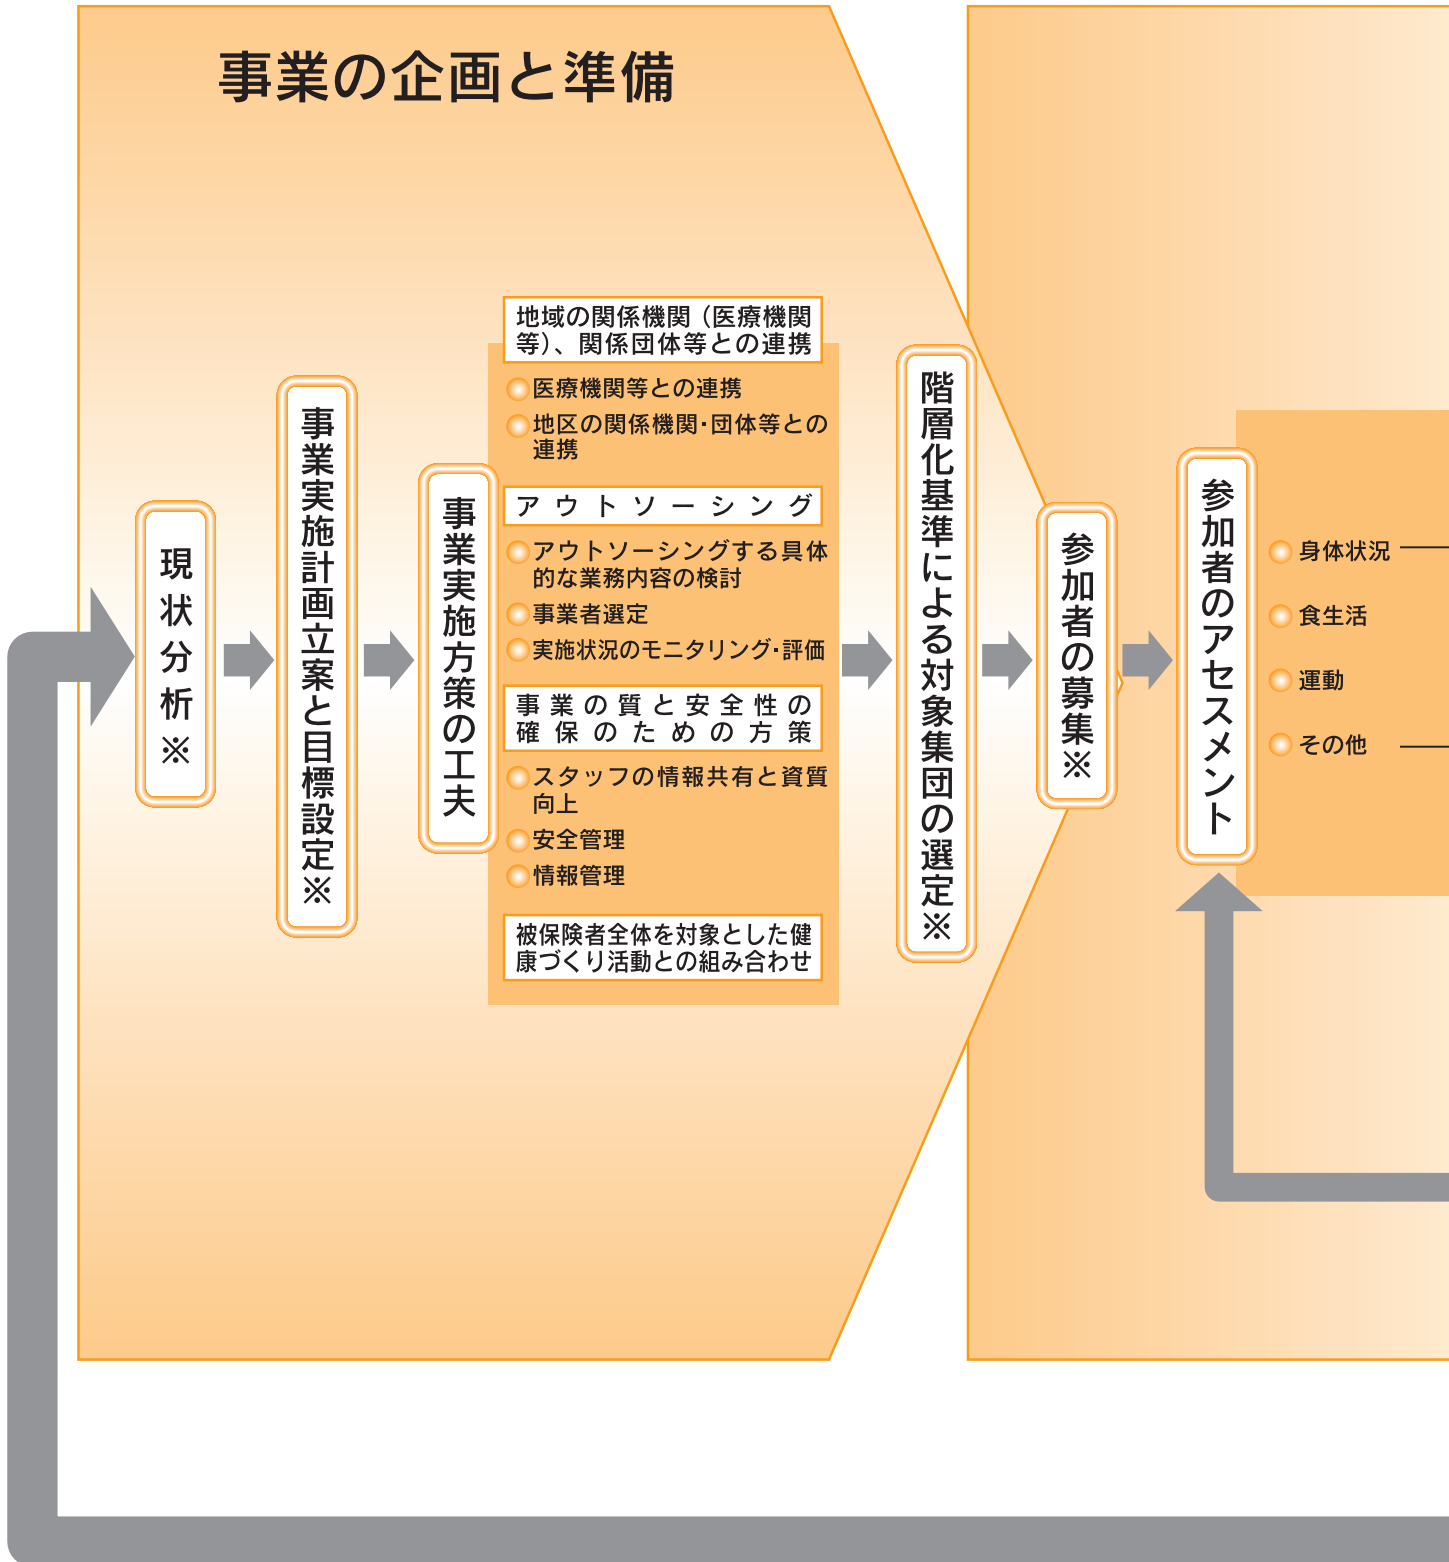 事業の企画と準備
現状分析※
事業実施計画立案と目標設定※
事業実施方策の工夫
地域の関係機関（医療機関
等）、関係団体等との連携
医療機関等との連携
地区の関係機関・団体等との
連携
アウトソーシング
アウトソーシングする具体
的な業務内容の検討
事業者選定
実施状況のモニタリング・評価
事業の質と安全性の
確保のための方策
スタッフの情報共有と資質
向上
安全管理
情報管理
被保険者全体を対象とした健
康づくり活動との組み合わせ
階層化基準による対象集団の選定※
参加者の募集※
参加者のアセスメント
身体状況
食生活
運動
その他